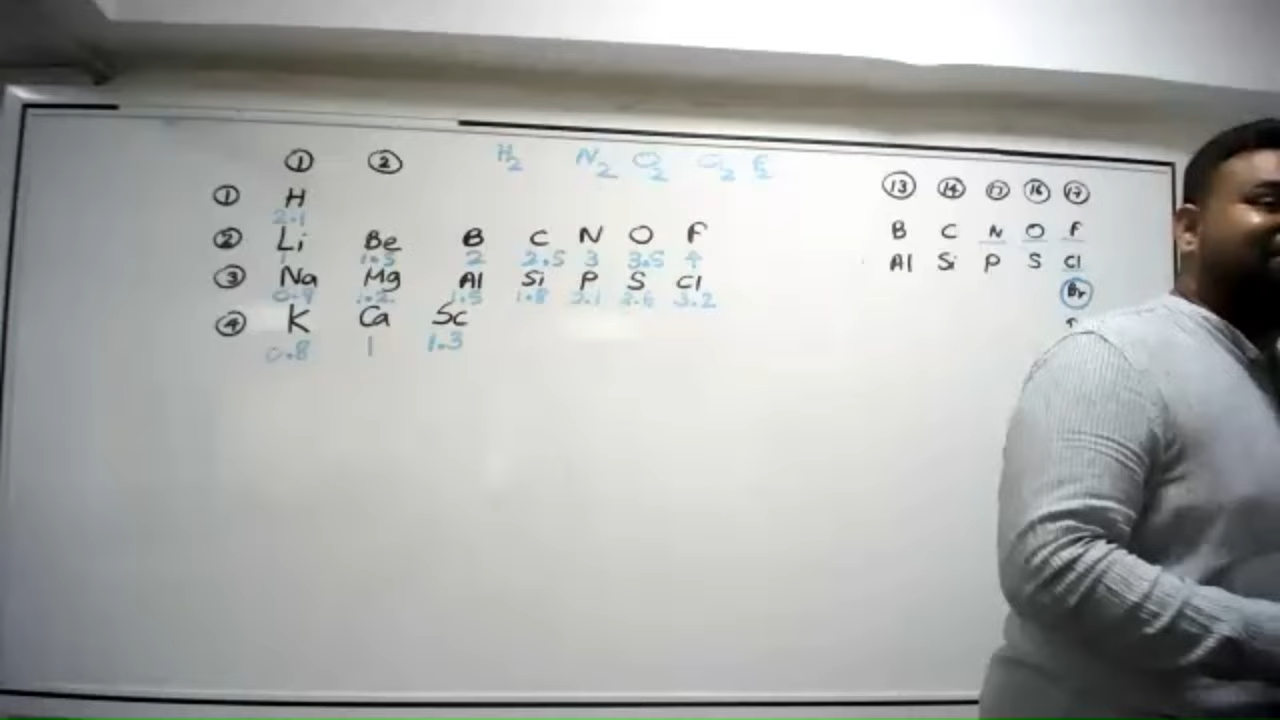 ① ②
H₂ N₂ O₂ Cl₂ F₂
① H
2.1
② Li Be B C N O F
1 1.5 2 2.5 3 3.5 4
③ Na Mg Al Si P S Cl
0.9 1.2 1.5 1.8 2.1 2.6 3.2
④ K Ca Sc
0.8 1 1.3
⑬ ⑭ ⑯ ⑰
B C N O F
Al Si P S Cl
Br